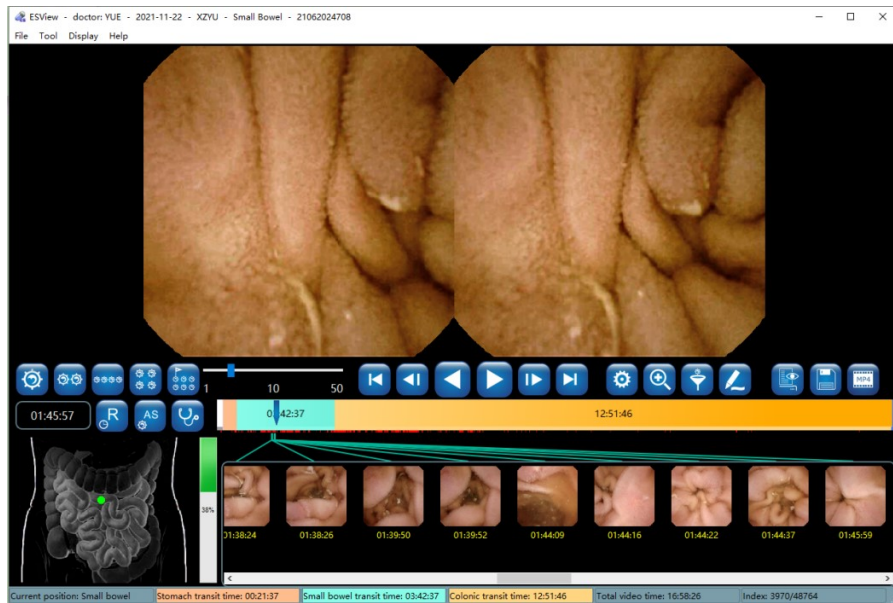 ESView - doctor: YUE - 2021-11-22 - XZYU - Small Bowel - 21062024708
File Tool Display Help
1 10 50
MP4
01:45:57 R AS 12:51:46
38%
01:38:24 01:38:26 01:39:50 01:39:52 01:44:09 01:44:16 01:44:22 01:44:37 01:45:59
Current position: Small bowel Stomach transit time: 00:21:37 Small bowel transit time: 03:42:37 Colonic transit time: 12:51:46 Total video time: 16:58:26 Index: 3970/48764